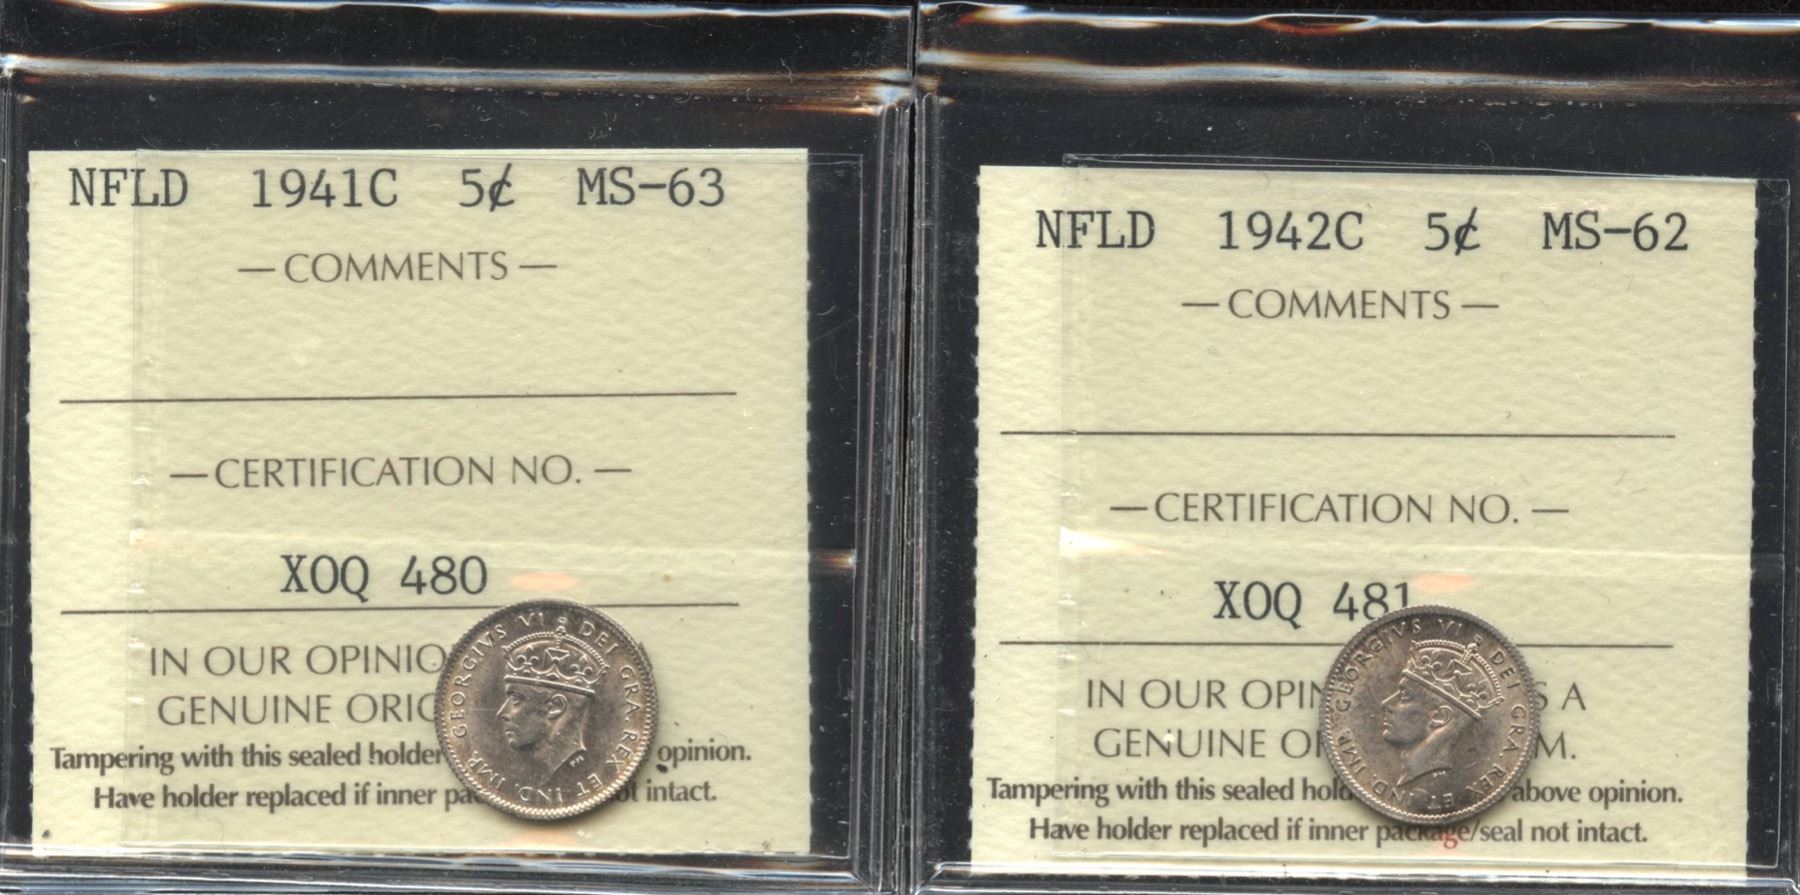 NFLD 1941C 5¢ MS-63
— COMMENTS —
— CERTIFICATION NO. —
XOQ 480
IN OUR OPINIO
GENUINE ORIG
Tampering with this sealed holder opinion.
Have holder replaced if inner pa ot intact.
GEORGIVS VI DEI GRA. REX ET IND. IMP.
PM
NFLD 1942C 5¢ MS-62
— COMMENTS —
— CERTIFICATION NO. —
XOQ 481
IN OUR OPIN S A
GENUINE OR M.
Tampering with this sealed hold above opinion.
Have holder replaced if inner package/seal not intact.
GEORGIVS VI DEI GRA. REX ET IND. IMP.
PM